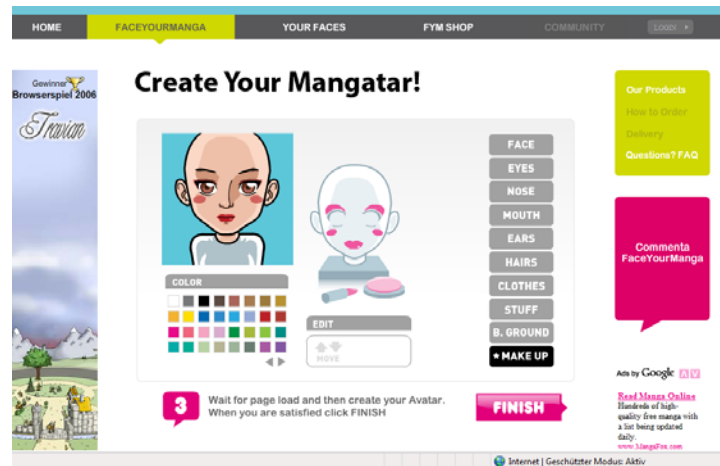 HOME
FACEYOURMANGA
YOUR FACES
FYM SHOP
COMMUNITY
LOGIN
Gewinner
Browserspiel 2006
Travian
Create Your Mangatar!
Our Products
How to Order
Delivery
Questions? FAQ
FACE
EYES
NOSE
MOUTH
EARS
HAIRS
CLOTHES
STUFF
B. GROUND
* MAKE UP
COLOR
EDIT
MOVE
Commenta
FaceYourManga
3
Wait for page load and then create your Avatar.
When you are satisfied click FINISH
FINISH
Ads by Google
Read Manga Online
Hundreds of high-
quality free manga with
a list being updated
daily.
www.MangaFox.com
Internet | Geschützter Modus: Aktiv